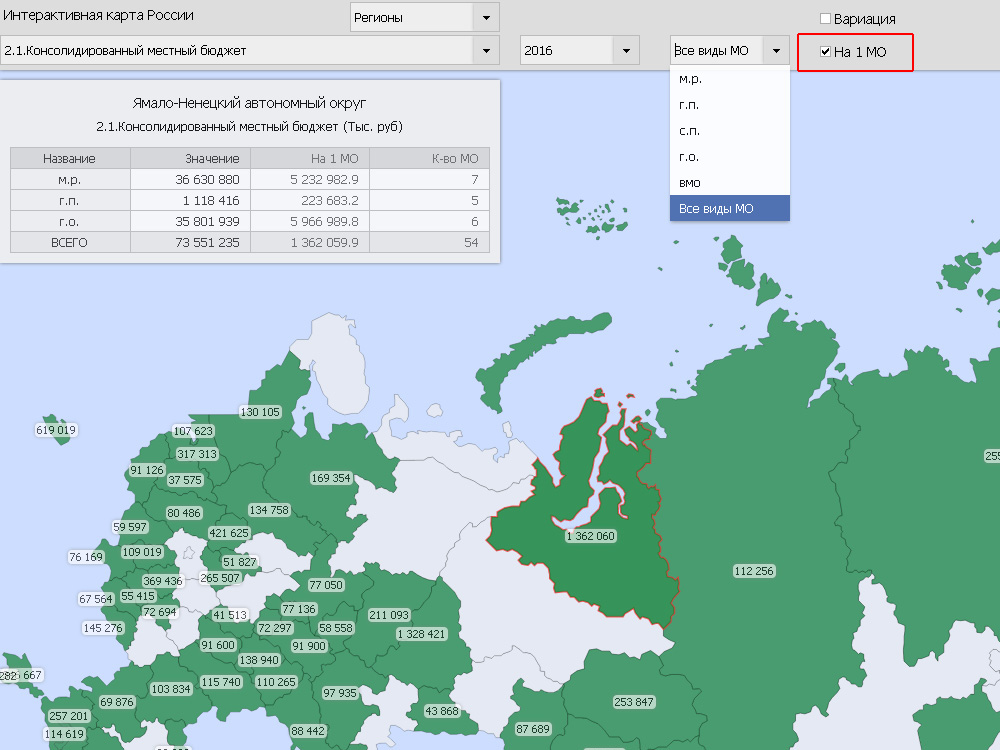 Интерактивная карта России
Регионы
Вариация
2.1.Консолидированный местный бюджет
2016
Все виды МО
На 1 МО
м.р.
г.п.
с.п.
г.о.
вмо
Все виды МО
Ямало-Ненецкий автономный округ
2.1.Консолидированный местный бюджет (Тыс. руб)
Название Значение На 1 МО К-во МО
м.р. 36 630 880 5 232 982.9 7
г.п. 1 118 416 223 683.2 5
г.о. 35 801 939 5 966 989.8 6
ВСЕГО 73 551 235 1 362 059.9 54
130 105
619 019
107 623
317 313
255
91 126
37 575
169 354
80 486
134 758
59 597
421 625
1 362 060
109 019
76 169
51 827
112 256
369 436
265 507
77 050
55 415
67 564
72 694
41 513
77 136
211 093
145 276
72 297
58 558
1 328 421
91 600
91 900
138 940
667
115 740
110 265
103 834
97 935
69 876
253 847
43 868
257 201
87 689
114 619
88 442